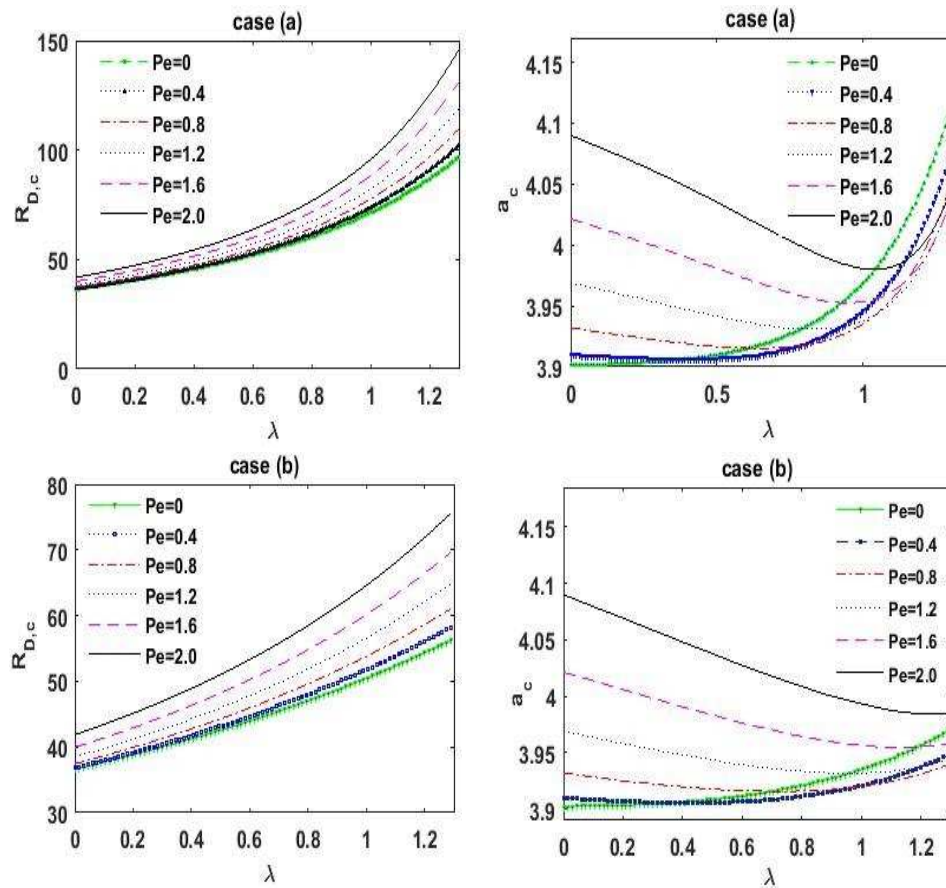 case (a)
150
100
50
0
R_D,c
Pe=0
Pe=0.4
Pe=0.8
Pe=1.2
Pe=1.6
Pe=2.0
0 0.2 0.4 0.6 0.8 1 1.2
λ
case (a)
4.15
4.1
4.05
4
3.95
3.9
a_c
Pe=0
Pe=0.4
Pe=0.8
Pe=1.2
Pe=1.6
Pe=2.0
0 0.5 1
λ
case (b)
80
70
60
50
40
30
R_D,c
Pe=0
Pe=0.4
Pe=0.8
Pe=1.2
Pe=1.6
Pe=2.0
0 0.2 0.4 0.6 0.8 1 1.2
λ
case (b)
4.15
4.1
4.05
4
3.95
3.9
a_c
Pe=0
Pe=0.4
Pe=0.8
Pe=1.2
Pe=1.6
Pe=2.0
0 0.2 0.4 0.6 0.8 1 1.2
λ